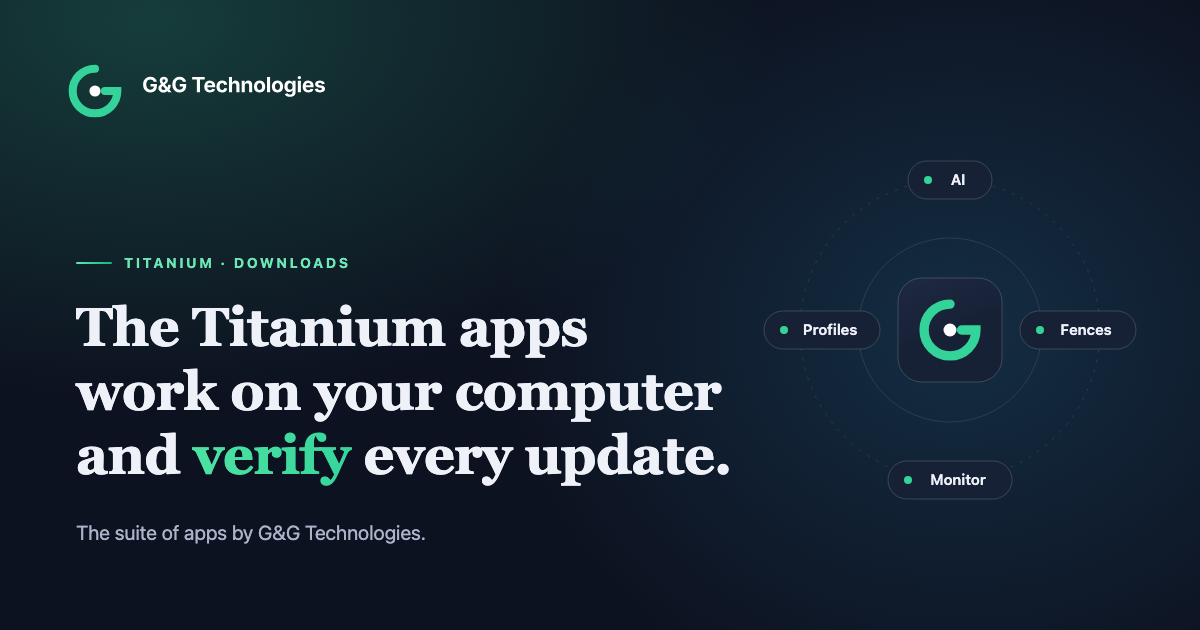 G&G Technologies
TITANIUM · DOWNLOADS
The Titanium apps
work on your computer
and verify every update.
The suite of apps by G&G Technologies.
AI
Profiles
Fences
Monitor